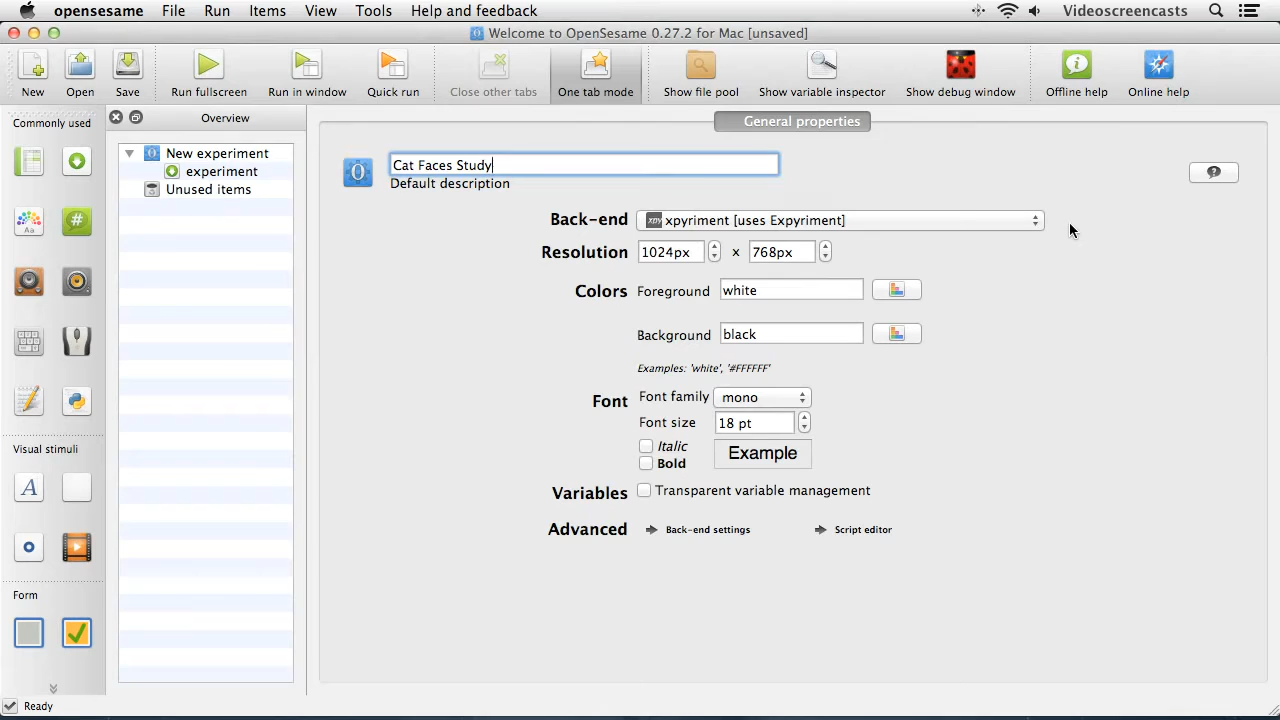 opensesame File Run Items View Tools Help and feedback Videoscreencasts
Welcome to OpenSesame 0.27.2 for Mac [unsaved]
New Open Save Run fullscreen Run in window Quick run Close other tabs One tab mode Show file pool Show variable inspector Show debug window Offline help Online help
Commonly used
Overview
General properties
New experiment
experiment
Unused items
Cat Faces Study
Default description
Back-end xpyriment [uses Expyriment]
Resolution 1024px x 768px
Colors Foreground white
Background black
Examples: 'white', '#FFFFFF'
Font Font family mono
Font size 18 pt
Italic
Bold
Example
Variables Transparent variable management
Advanced Back-end settings Script editor
Visual stimuli
Form
Ready